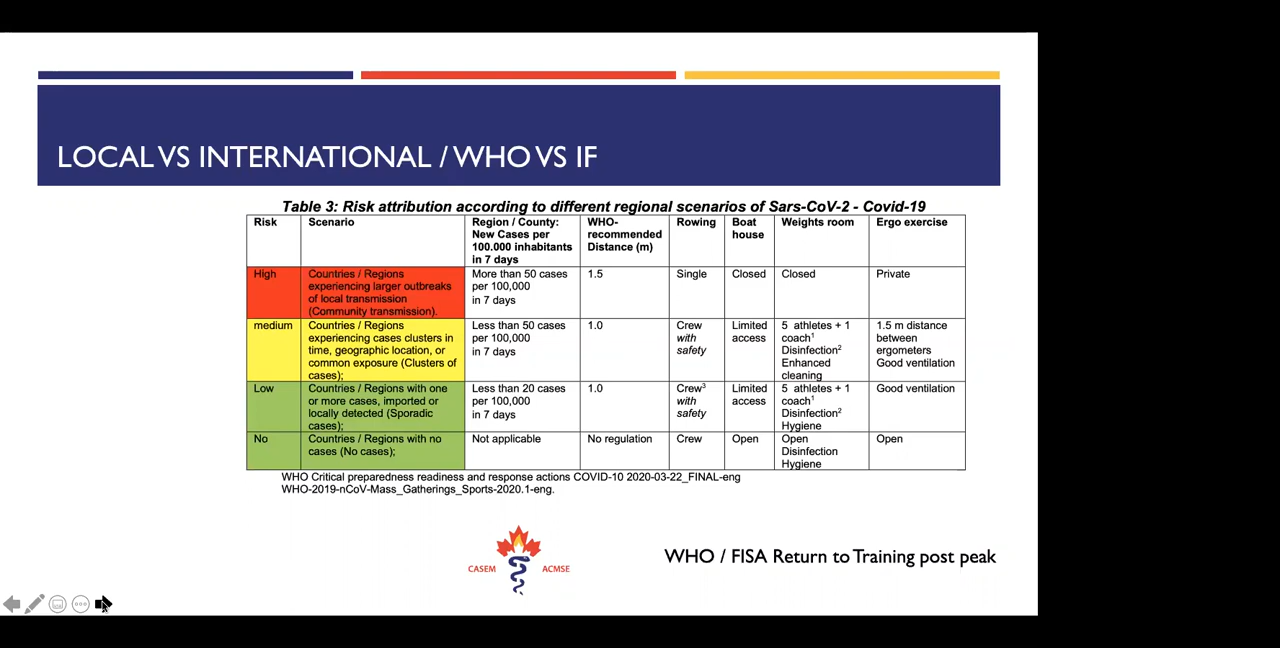 LOCAL VS INTERNATIONAL / WHO VS IF
Table 3: Risk attribution according to different regional scenarios of Sars-CoV-2 - Covid-19
Risk
Scenario
Region / County:
New Cases per
100.000 inhabitants
in 7 days
WHO-
recommended
Distance (m)
Rowing
Boat
house
Weights room
Ergo exercise
High
Countries / Regions
experiencing larger outbreaks
of local transmission
(Community transmission).
More than 50 cases
per 100,000
in 7 days
1.5
Single
Closed
Closed
Private
medium
Countries / Regions
experiencing cases clusters in
time, geographic location, or
common exposure (Clusters of
cases);
Less than 50 cases
per 100,000
in 7 days
1.0
Crew
with
safety
Limited
access
5 athletes + 1
coach¹
Disinfection²
Enhanced
cleaning
1.5 m distance
between
ergometers
Good ventilation
Low
Countries / Regions with one
or more cases, imported or
locally detected (Sporadic
cases);
Less than 20 cases
per 100,000
in 7 days
1.0
Crew³
with
safety
Limited
access
5 athletes + 1
coach¹
Disinfection²
Hygiene
Good ventilation
No
Countries / Regions with no
cases (No cases);
Not applicable
No regulation
Crew
Open
Open
Disinfection
Hygiene
Open
WHO Critical preparedness readiness and response actions COVID-10 2020-03-22_FINAL-eng
WHO-2019-nCoV-Mass_Gatherings_Sports-2020.1-eng.
CASEM
ACMSE
WHO / FISA Return to Training post peak